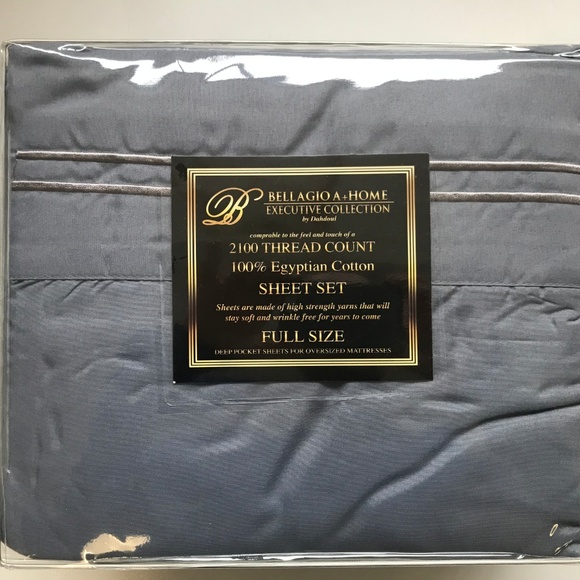 B
BELLAGIO A+HOME
EXECUTIVE COLLECTION
by Dahdoul
comprable to the feel and touch of a
2100 THREAD COUNT
100% Egyptian Cotton
SHEET SET
Sheets are made of high strength yarns that will
stay soft and wrinkle free for years to come
FULL SIZE
DEEP POCKET SHEETS FOR OVERSIZED MATTRESSES